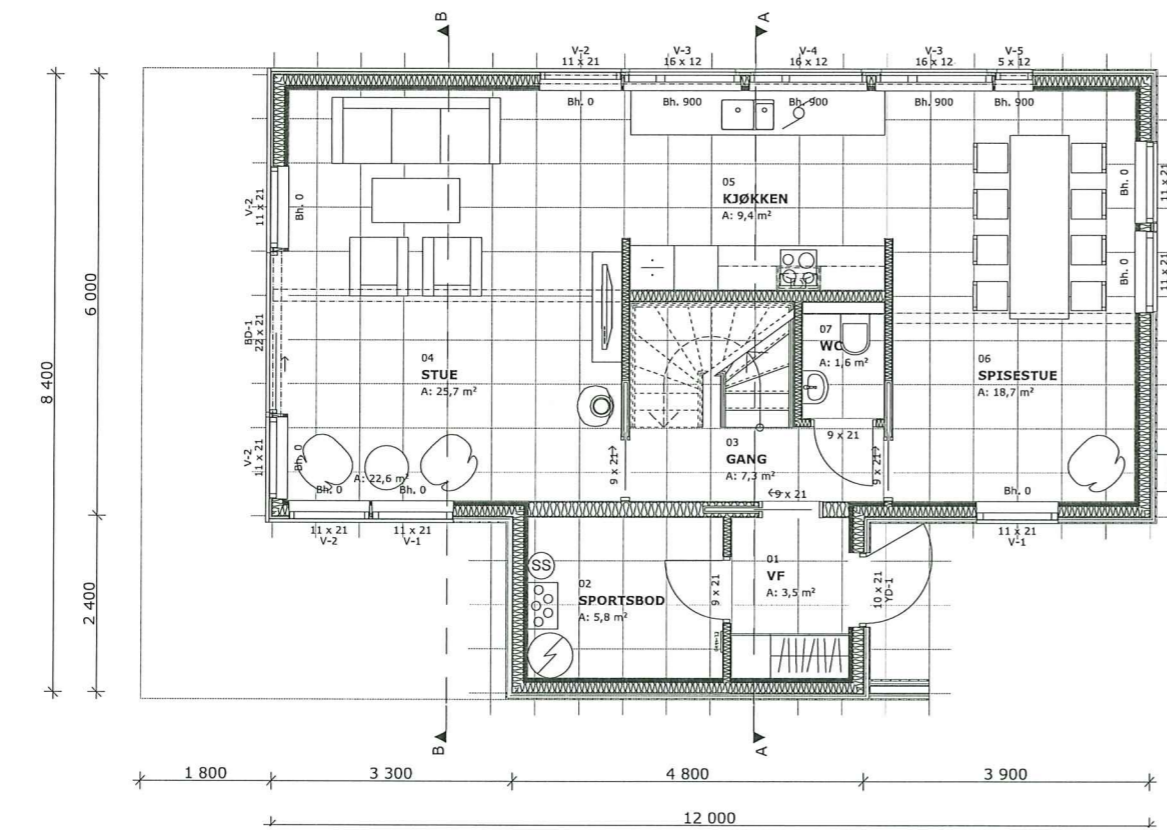 B
A
V-2
11 x 21
V-3
16 x 12
V-4
16 x 12
V-3
16 x 12
V-5
5 x 12
Bh. 0
Bh. 900
Bh. 900
Bh. 900
Bh. 900
V-2
11 x 21
Bh. 0
05
KJØKKEN
A: 9,4 m²
Bh. 0
11 x 21
Bh. 0
11 x 21
6 000
8 400
BD-1
22 x 21
04
STUE
A: 25,7 m²
07
WC
A: 1,6 m²
06
SPISESTUE
A: 18,7 m²
V-2
11 x 21
Bh. 0
A: 22,6 m²
Bh. 0
Bh. 0
9 x 21
03
GANG
A: 7,3 m²
9 x 21
9 x 21
9 x 21
Bh. 0
11 x 21
V-2
11 x 21
V-1
11 x 21
V-1
2 400
SS
02
SPORTSBOD
A: 5,8 m²
9 x 21
01
VF
A: 3,5 m²
10 x 21
YD-1
B
A
1 800
3 300
4 800
3 900
12 000